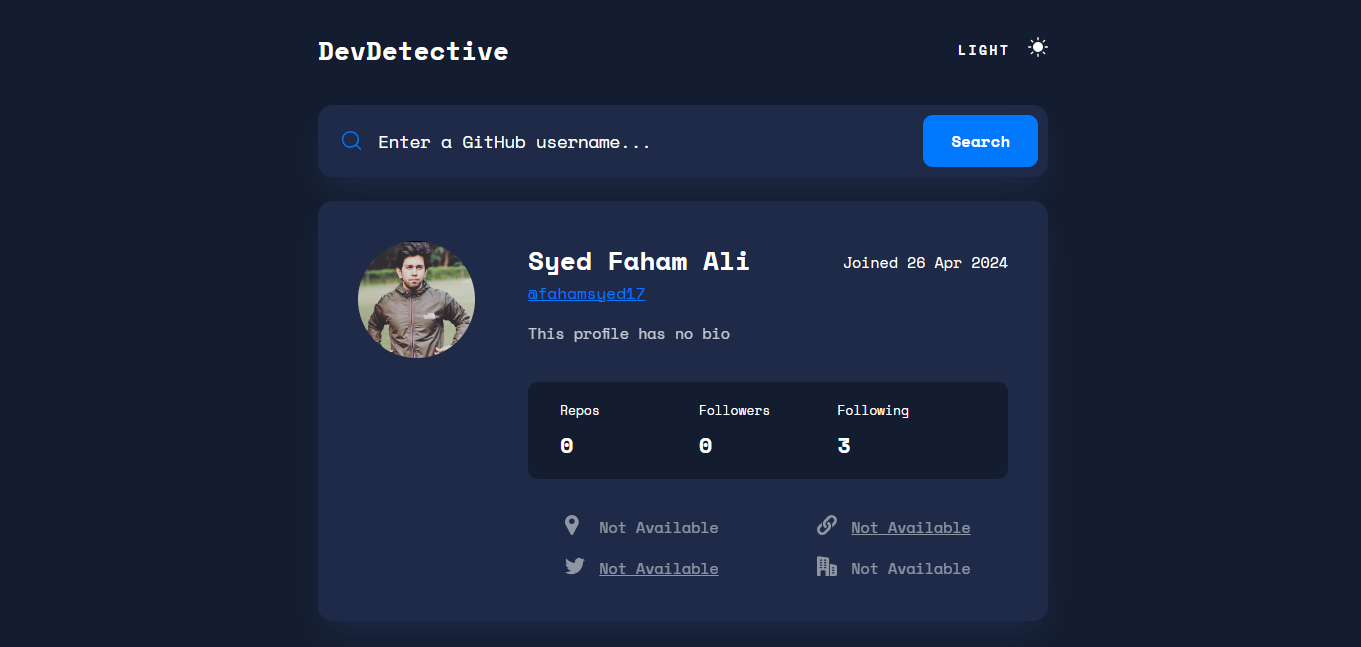 DevDetective
LIGHT
Enter a GitHub username...
Search
Syed Faham Ali
Joined 26 Apr 2024
@fahamsyed17
This profile has no bio
Repos
Followers
Following
0
0
3
Not Available
Not Available
Not Available
Not Available